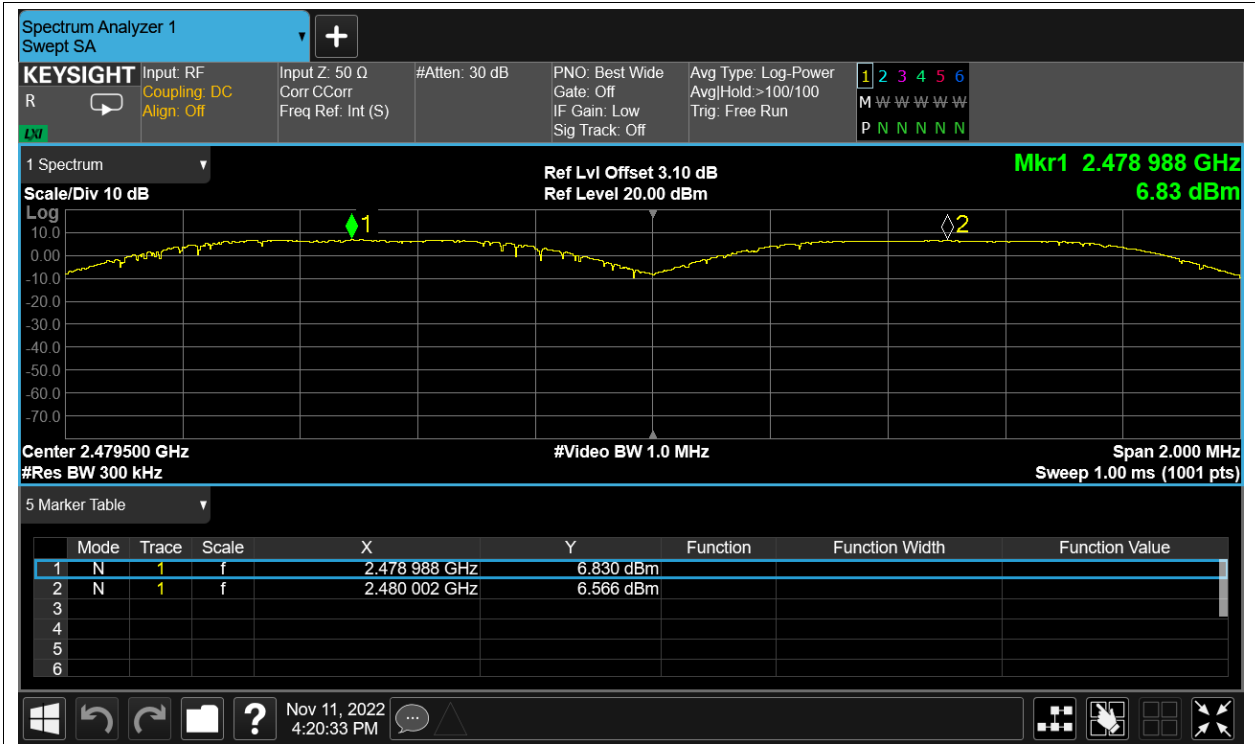 Spectrum Analyzer 1
Swept SA
KEYSIGHT
R
LXI
Input: RF
Coupling: DC
Align: Off
Input Z: 50 Ω
Corr CCorr
Freq Ref: Int (S)
#Atten: 30 dB
PNO: Best Wide
Gate: Off
IF Gain: Low
Sig Track: Off
Avg Type: Log-Power
Avg|Hold:>100/100
Trig: Free Run
1 2 3 4 5 6
M W W W W W
P N N N N N
1 Spectrum
Scale/Div 10 dB
Ref Lvl Offset 3.10 dB
Ref Level 20.00 dBm
Mkr1 2.478 988 GHz
6.83 dBm
Log
10.0
0.00
-10.0
-20.0
-30.0
-40.0
-50.0
-60.0
-70.0
1
2
Center 2.479500 GHz
#Video BW 1.0 MHz
Span 2.000 MHz
#Res BW 300 kHz
Sweep 1.00 ms (1001 pts)
5 Marker Table
Mode Trace Scale X Y Function Function Width Function Value
1 N 1 f 2.478 988 GHz 6.830 dBm
2 N 1 f 2.480 002 GHz 6.566 dBm
3
4
5
6
?
Nov 11, 2022
4:20:33 PM